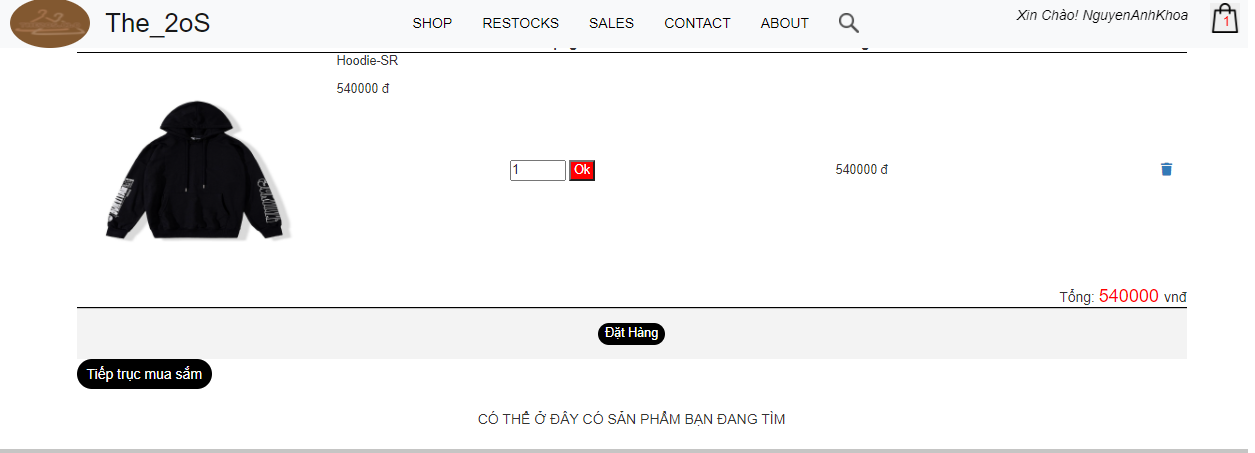 The_2oS
SHOP RESTOCKS SALES CONTACT ABOUT
Xin Chào! NguyenAnhKhoa
1
Hoodie-SR
540000 đ
1 Ok 540000 đ
Tổng: 540000 vnđ
Đặt Hàng
Tiếp trục mua sắm
CÓ THỂ Ở ĐÂY CÓ SẢN PHẨM BẠN ĐANG TÌM